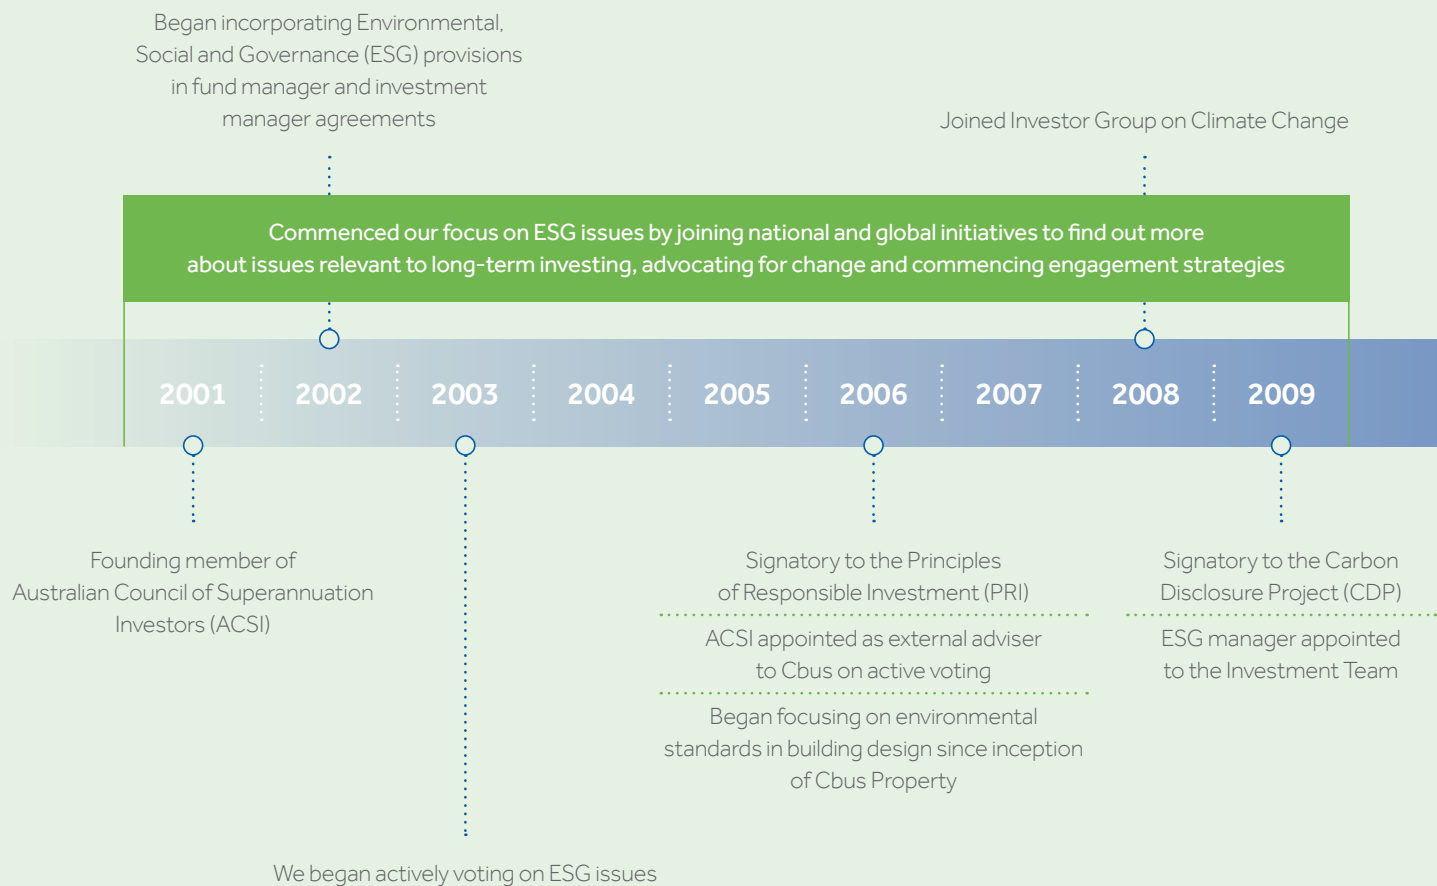 Began incorporating Environmental,
Social and Governance (ESG) provisions
in fund manager and investment
manager agreements
Joined Investor Group on Climate Change
Commenced our focus on ESG issues by joining national and global initiatives to find out more
about issues relevant to long-term investing, advocating for change and commencing engagement strategies
2001
2002
2003
2004
2005
2006
2007
2008
2009
Founding member of
Australian Council of Superannuation
Investors (ACSI)
Signatory to the Principles
of Responsible Investment (PRI)
ACSI appointed as external adviser
to Cbus on active voting
Began focusing on environmental
standards in building design since inception
of Cbus Property
Signatory to the Carbon
Disclosure Project (CDP)
ESG manager appointed
to the Investment Team
We began actively voting on ESG issues